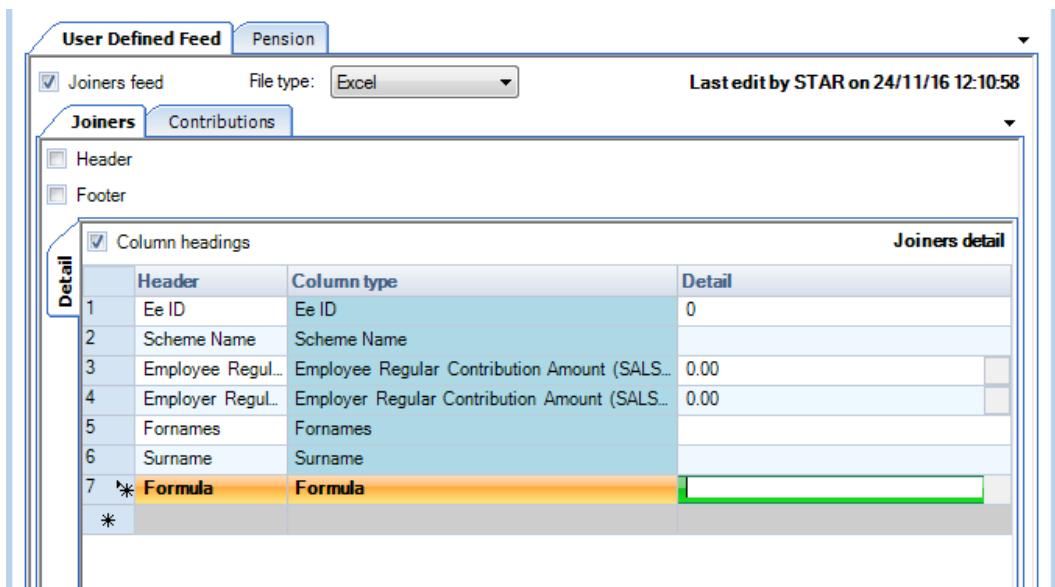 User Defined Feed Pension
Joiners feed File type: Excel Last edit by STAR on 24/11/16 12:10:58
Joiners Contributions
Header
Footer
Column headings Joiners detail
Detail
Header Column type Detail
1 Ee ID Ee ID 0
2 Scheme Name Scheme Name
3 Employee Regul... Employee Regular Contribution Amount (SALS... 0.00
4 Employer Regul... Employer Regular Contribution Amount (SALS... 0.00
5 Fornames Fornames
6 Surname Surname
7 Formula Formula